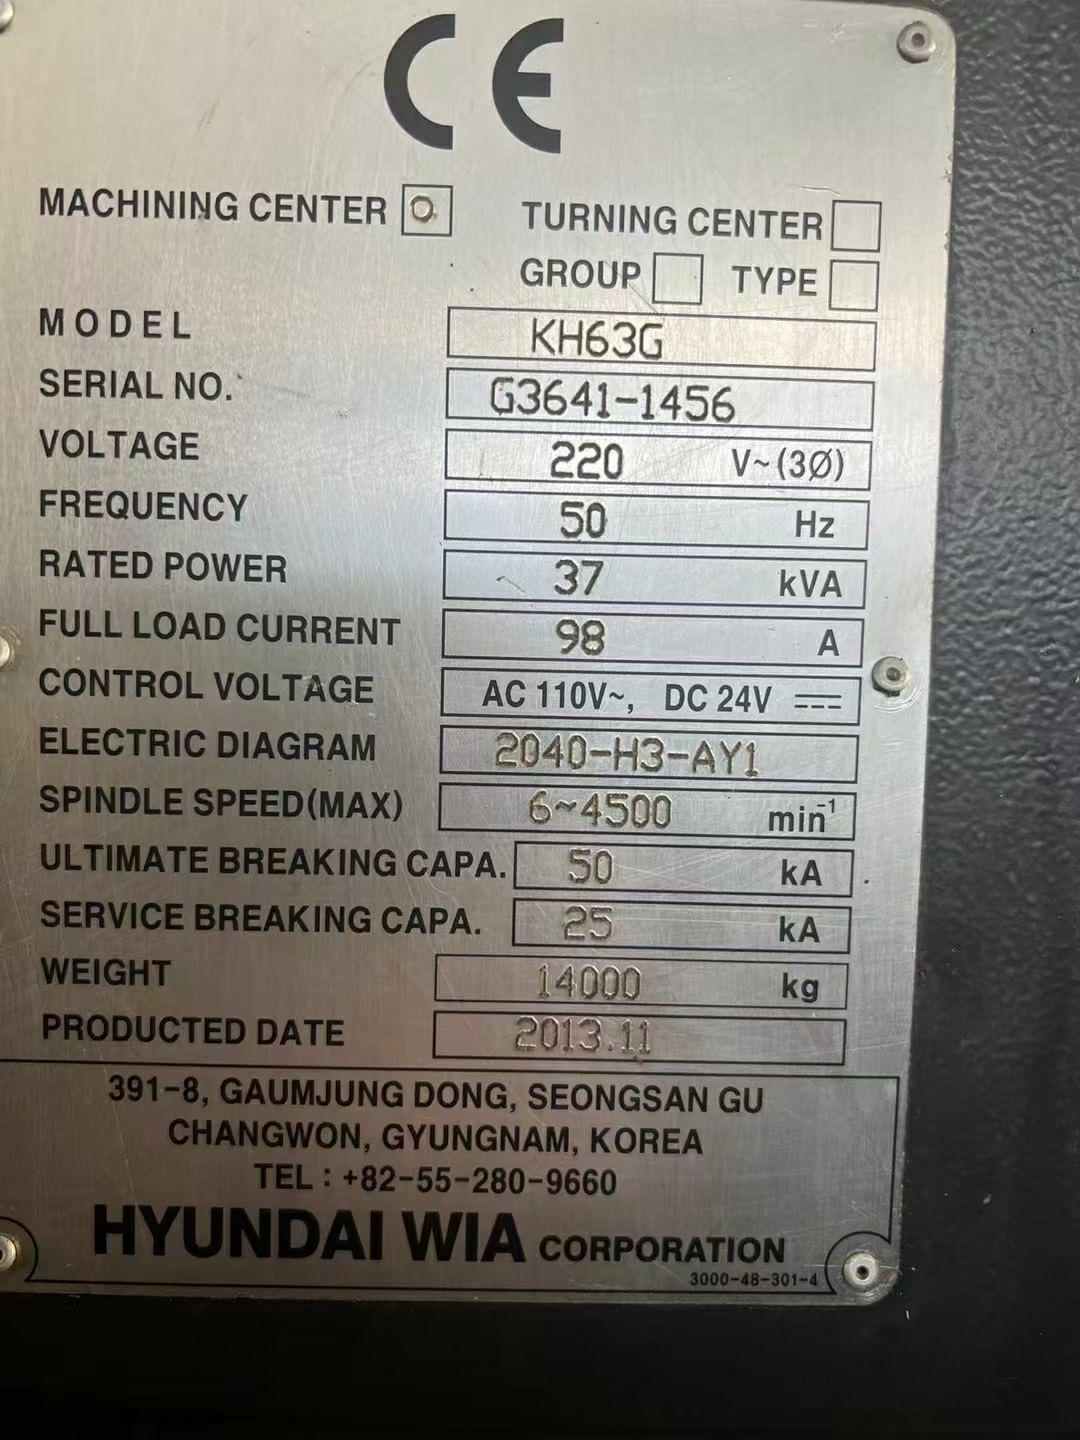 CE
MACHINING CENTER O TURNING CENTER
GROUP TYPE
MODEL KH63G
SERIAL NO. G3641-1456
VOLTAGE 220 V~(3Ø)
FREQUENCY 50 Hz
RATED POWER 37 kVA
FULL LOAD CURRENT 98 A
CONTROL VOLTAGE AC 110V~, DC 24V ⎓
ELECTRIC DIAGRAM 2040-H3-AY1
SPINDLE SPEED(MAX) 6~4500 min⁻¹
ULTIMATE BREAKING CAPA. 50 kA
SERVICE BREAKING CAPA. 25 kA
WEIGHT 14000 kg
PRODUCTED DATE 2013.11
391-8, GAUMJUNG DONG, SEONGSAN GU
CHANGWON, GYUNGNAM, KOREA
TEL : +82-55-280-9660
HYUNDAI WIA CORPORATION
3000-48-301-4